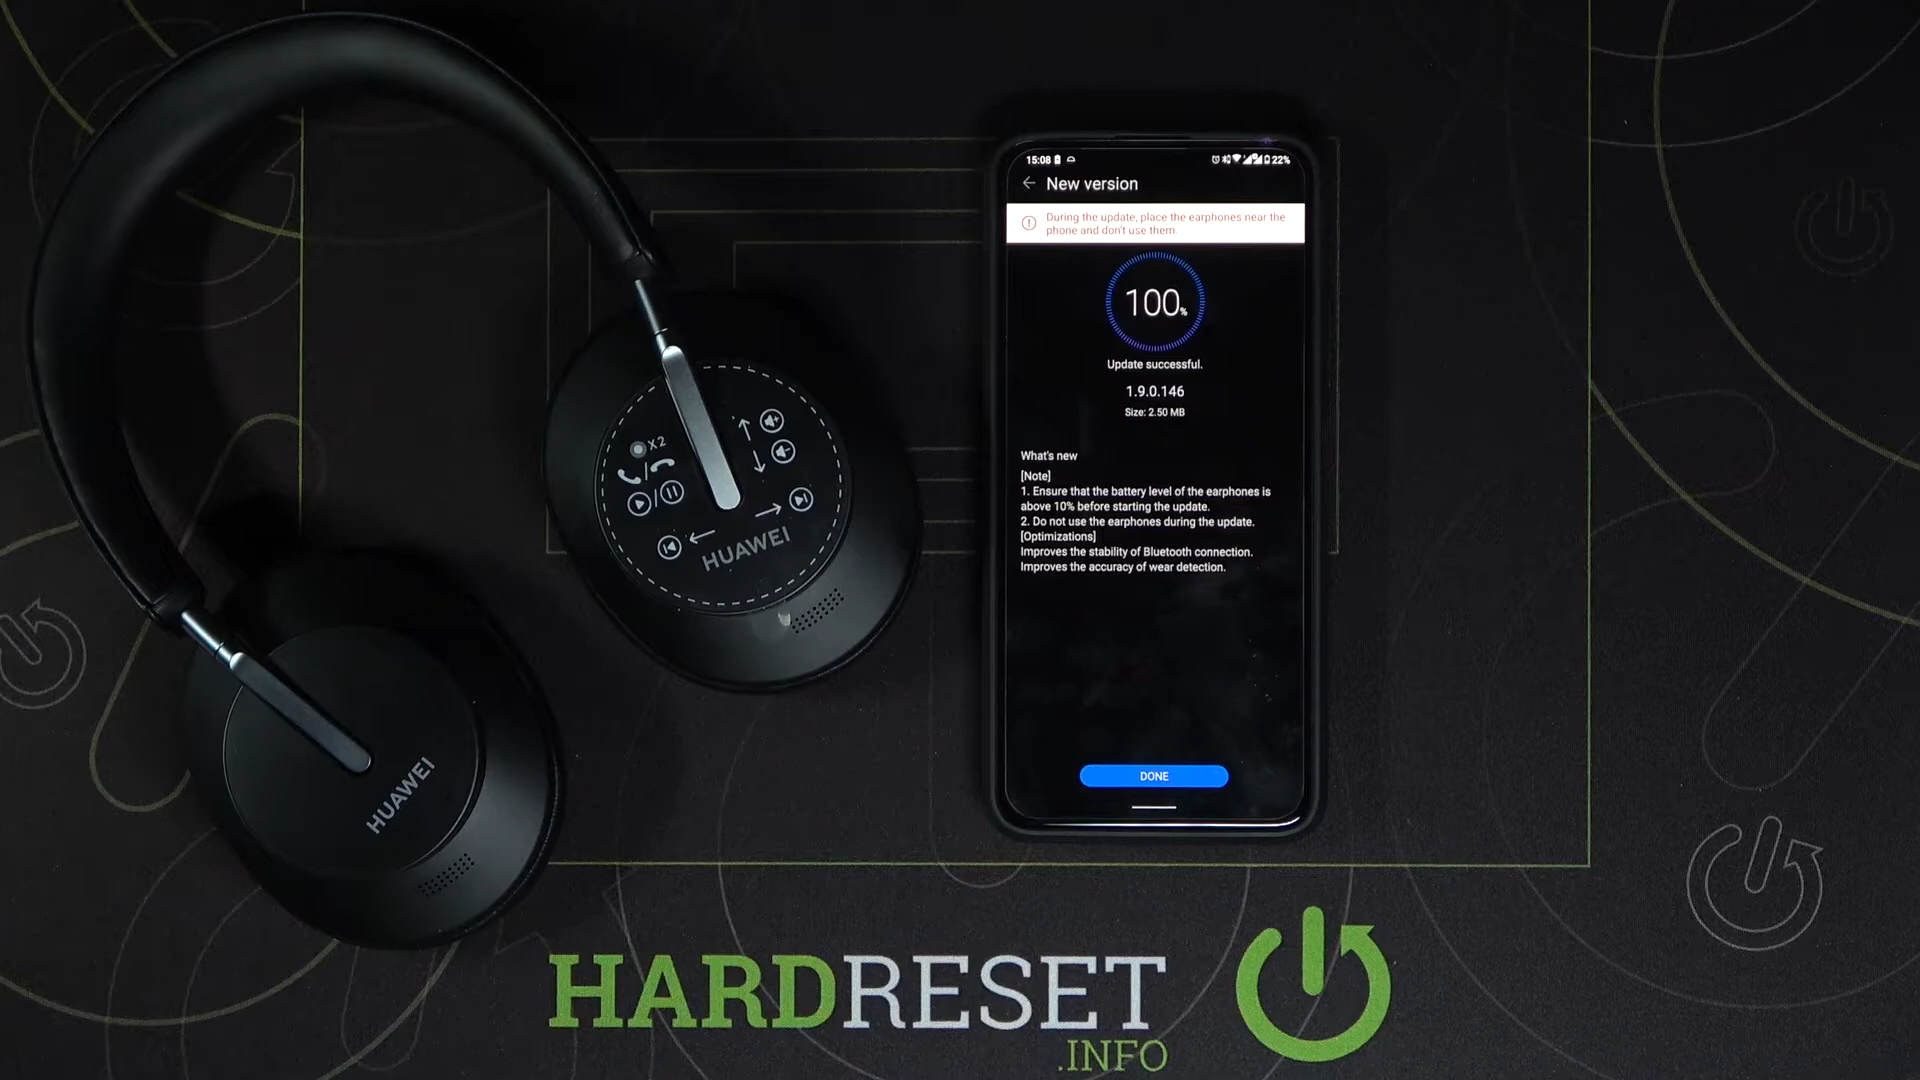 15:08
22%
New version
During the update, place the earphones near the
phone and don't use them.
100%
Update successful.
1.9.0.146
Size: 2.50 MB
What's new
[Note]
1. Ensure that the battery level of the earphones is
above 10% before starting the update.
2. Do not use the earphones during the update.
[Optimizations]
Improves the stability of Bluetooth connection.
Improves the accuracy of wear detection.
DONE
X2
HUAWEI
HUAWEI
HARDRESET
.INFO